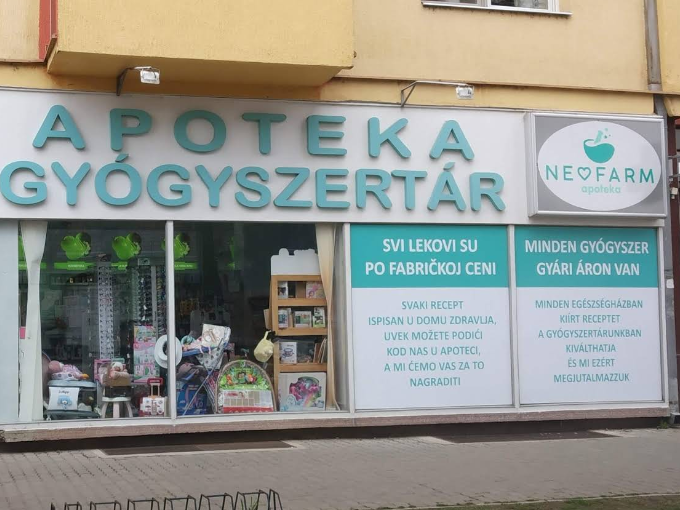 APOTEKA
GYÓGYSZERTÁR
NEOFARM
apoteka
SVI LEKOVI SU
PO FABRIČKOJ CENI
SVAKI RECEPT
ISPISAN U DOMU ZDRAVLJA,
UVEK MOŽETE PODIĆI
KOD NAS U APOTECI,
A MI ĆEMO VAS ZA TO
NAGRADITI
MINDEN GYÓGYSZER
GYÁRI ÁRON VAN
MINDEN EGÉSZSÉGHÁZBAN
KIÍRT RECEPTET
A GYÓGYSZERTÁRUNKBAN
KIVÁLTHATJA
ÉS MI EZÉRT
MEGJUTALMAZZUK